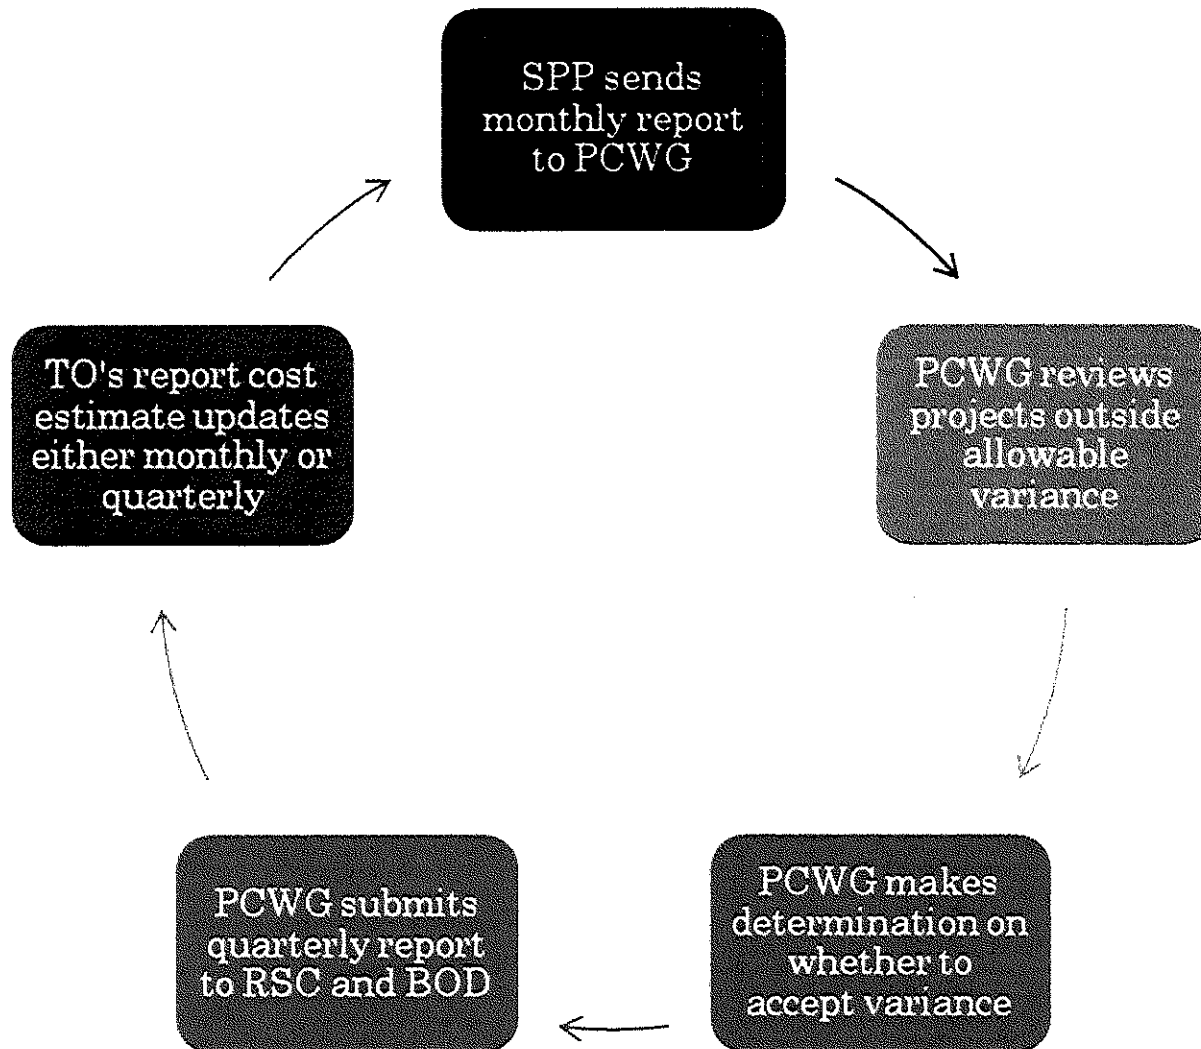 SPP sends
monthly report
to PCWG
TO's report cost
estimate updates
either monthly or
quarterly
PCWG reviews
projects outside
allowable
variance
PCWG submits
quarterly report
to RSC and BOD
PCWG makes
determination on
whether to
accept variance